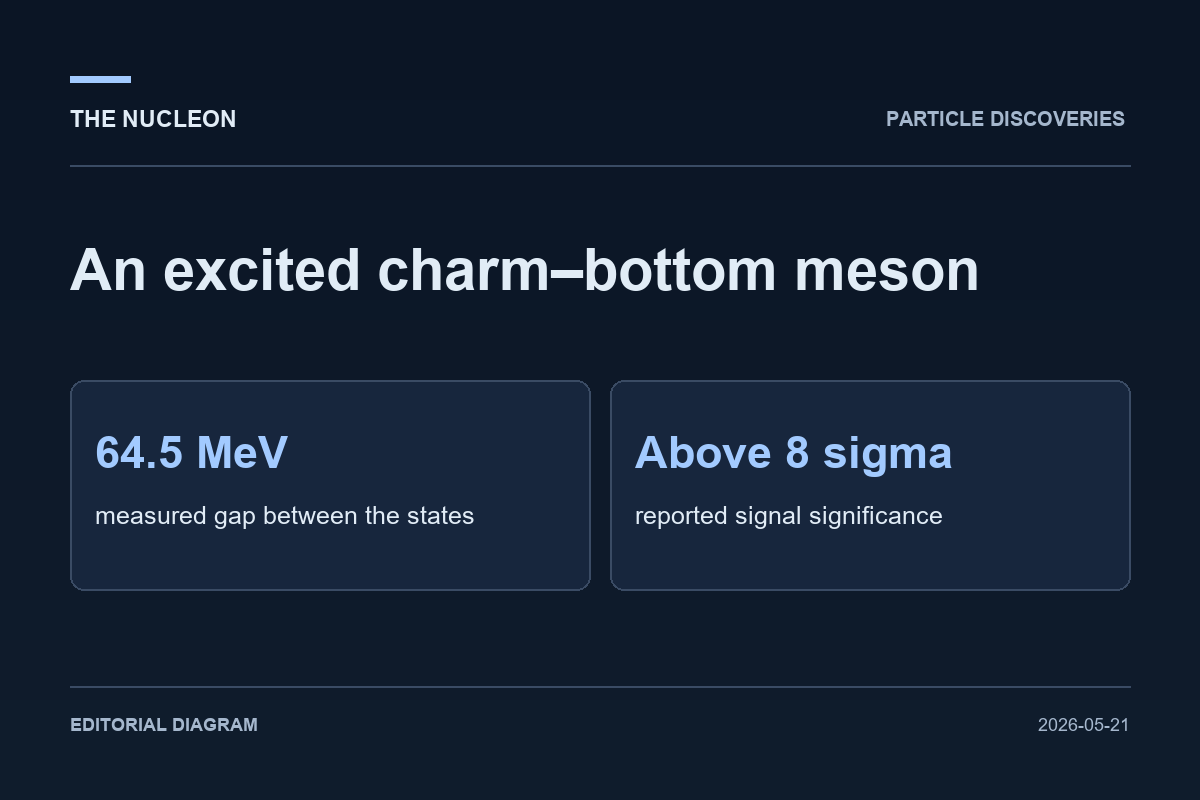 THE NUCLEON
PARTICLE DISCOVERIES
An excited charm–bottom meson
64.5 MeV
measured gap between the states
Above 8 sigma
reported signal significance
EDITORIAL DIAGRAM
2026-05-21